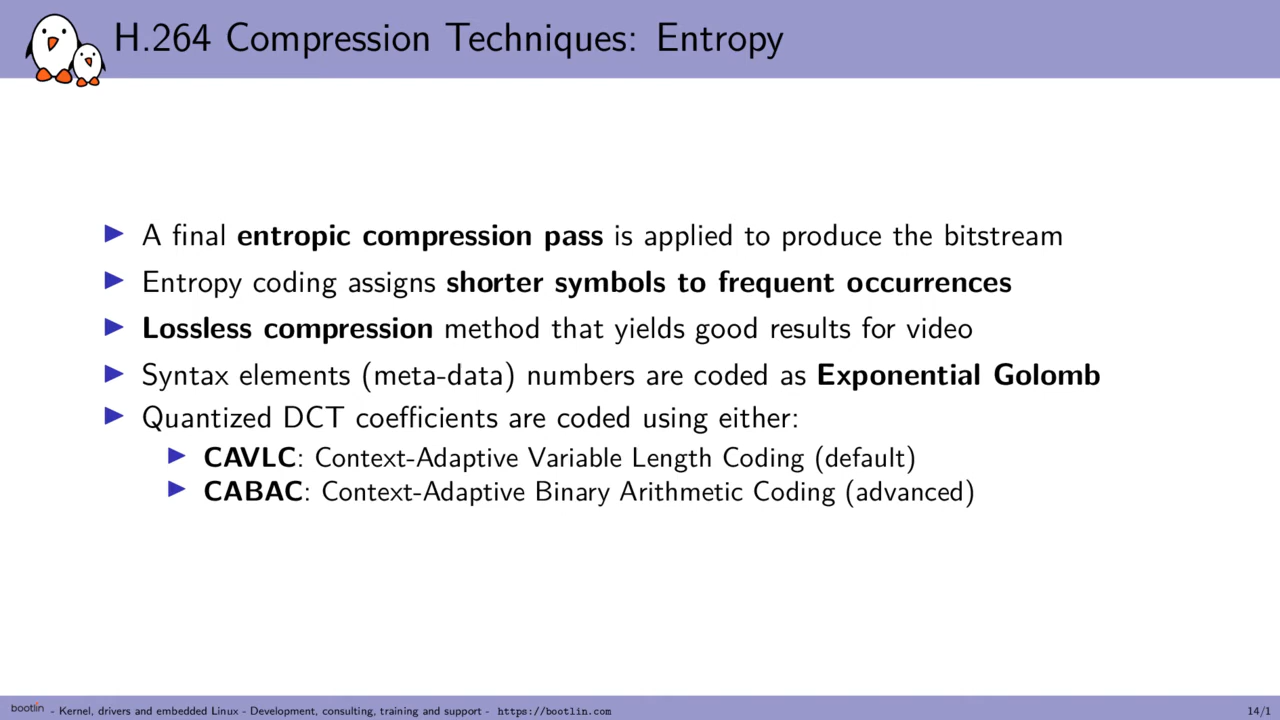 H.264 Compression Techniques: Entropy
A final entropic compression pass is applied to produce the bitstream
Entropy coding assigns shorter symbols to frequent occurrences
Lossless compression method that yields good results for video
Syntax elements (meta-data) numbers are coded as Exponential Golomb
Quantized DCT coefficients are coded using either:
CAVLC: Context-Adaptive Variable Length Coding (default)
CABAC: Context-Adaptive Binary Arithmetic Coding (advanced)
bootlin - Kernel, drivers and embedded Linux - Development, consulting, training and support - https://bootlin.com 14/1